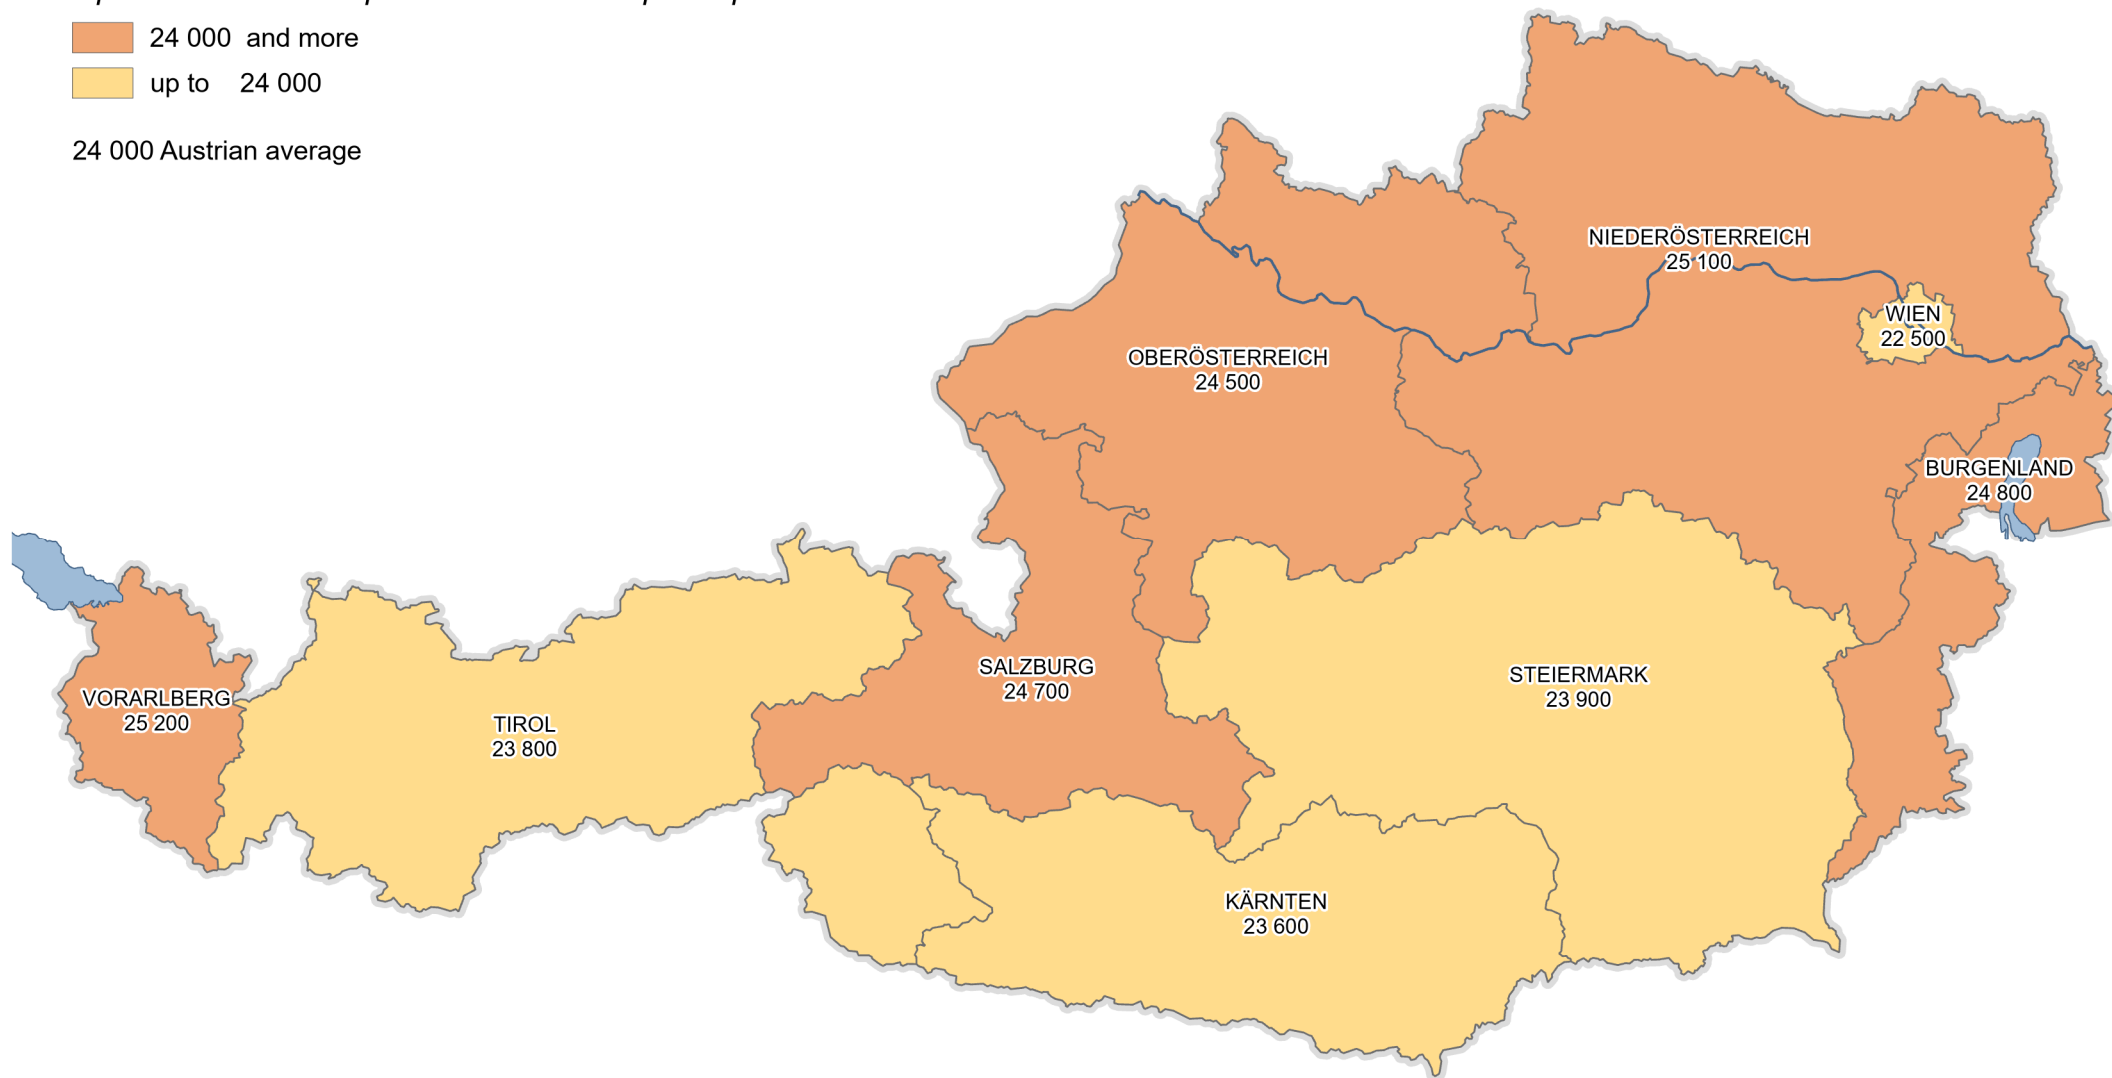 24 000 and more
up to 24 000
24 000 Austrian average
NIEDERÖSTERREICH
25 100
WIEN
22 500
OBERÖSTERREICH
24 500
BURGENLAND
24 800
SALZBURG
24 700
STEIERMARK
23 900
VORARLBERG
25 200
TIROL
23 800
KÄRNTEN
23 600